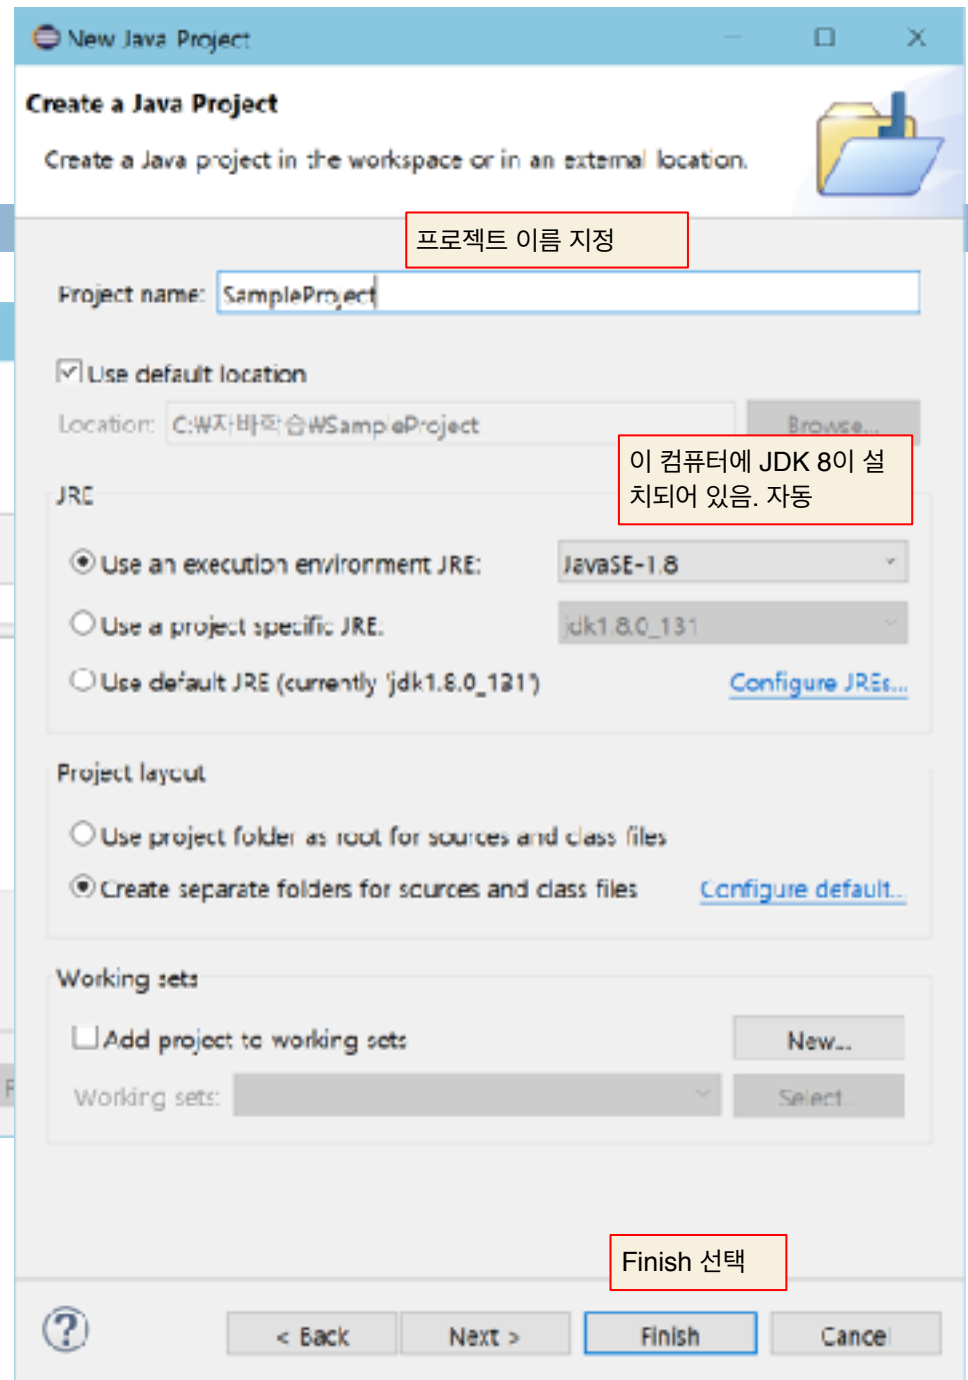 New Java Project
Create a Java Project
Create a Java project in the workspace or in an external location.
프로젝트 이름 지정
Project name: SampleProject
Use default location
Location: C:₩자바학습₩SampleProject Browse...
이 컴퓨터에 JDK 8이 설
치되어 있음. 자동
JRE
Use an execution environment JRE: JavaSE-1.8
Use a project specific JRE: jdk1.8.0_131
Use default JRE (currently 'jdk1.8.0_131') Configure JREs...
Project layout
Use project folder as root for sources and class files
Create separate folders for sources and class files Configure default...
Working sets
Add project to working sets New...
Working sets: Select...
Finish 선택
? < Back Next > Finish Cancel